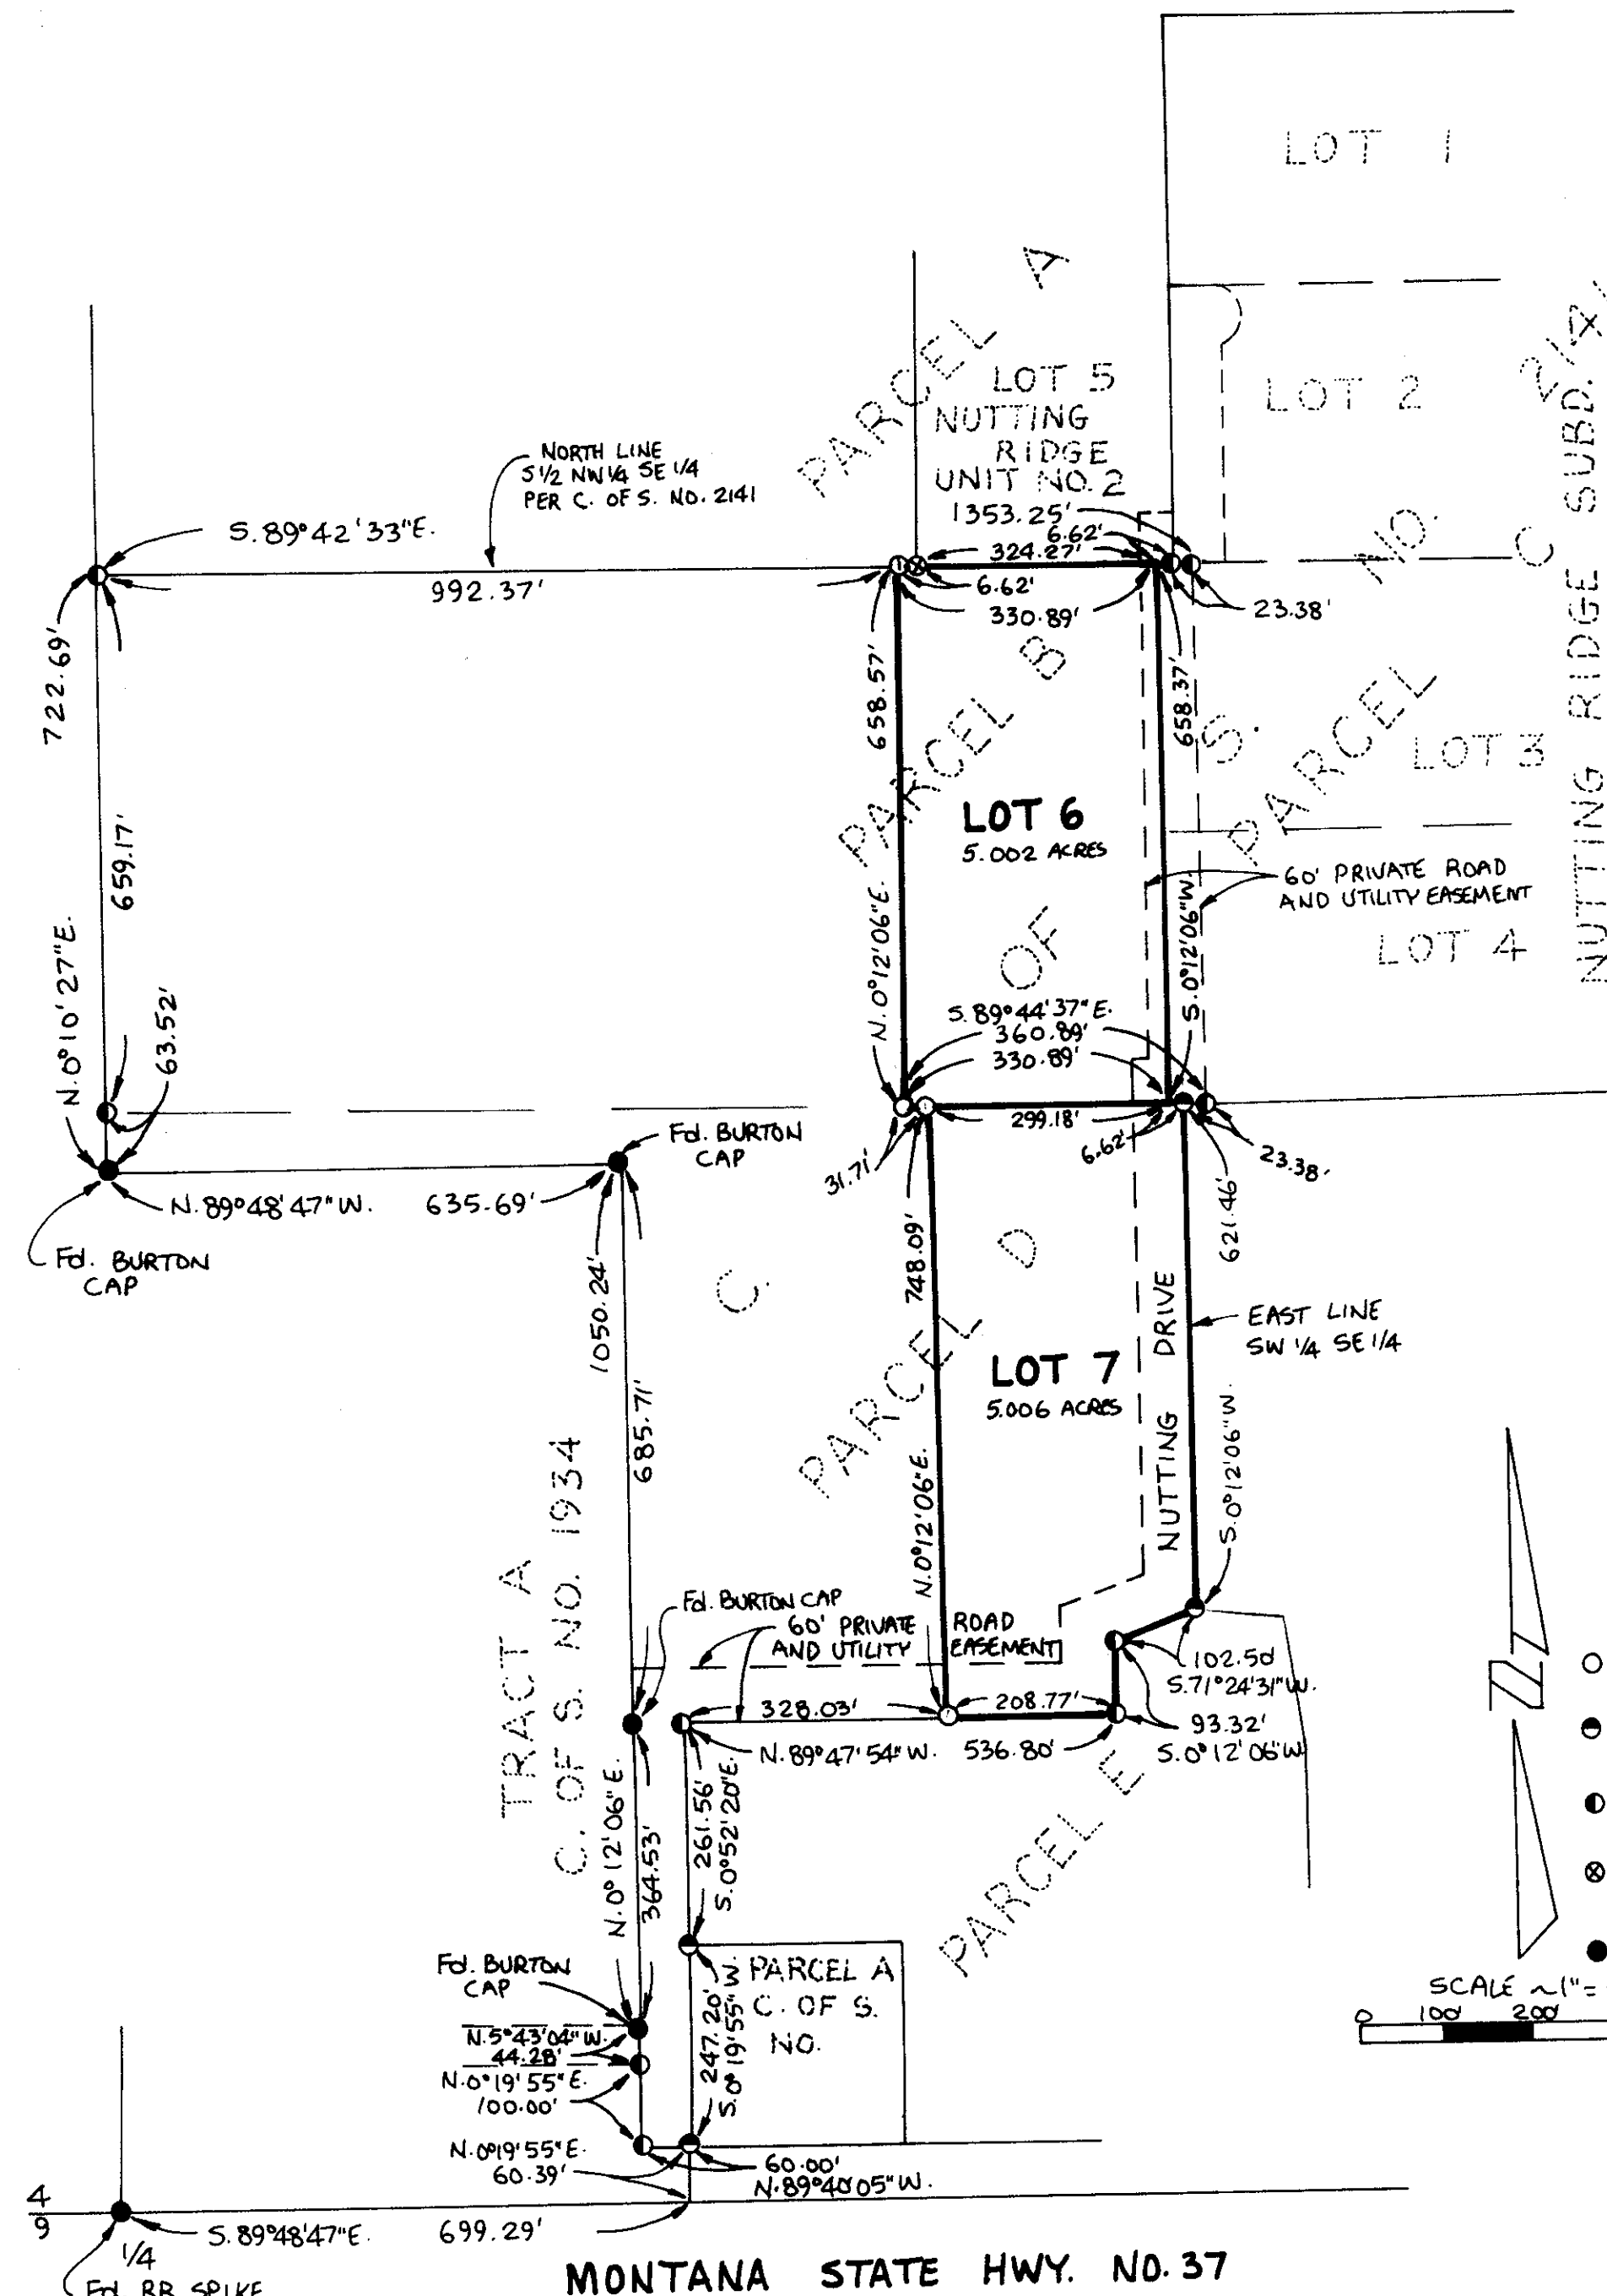 LOT 1
PARCEL A
LOT 5
NUTTING
RIDGE
UNIT NO. 2
LOT 2
NORTH LINE
S 1/2 NW 1/4 SE 1/4
PER C. OF S. NO. 2141
S. 89°42'33"E.
992.37'
1353.25'
6.62'
324.27'
6.62'
330.89'
23.38'
722.69'
659.17'
N. 0°10'27"E.
63.52'
658.57'
658.37'
PARCEL B
LOT 6
5.002 ACRES
N. 0°12'06"E.
S. 0°12'06"W.
C. OF S. NO. 2141
PARCEL C
LOT 3
60' PRIVATE ROAD
AND UTILITY EASEMENT
LOT 4
NUTTING RIDGE SUBD.
S. 89°44'37"E.
360.89'
330.89'
299.18'
6.62'
23.38'
31.71'
Fd. BURTON
CAP
N. 89°48'47"W. 635.69'
Fd. BURTON
CAP
1050.24'
685.71'
748.09'
621.46'
PARCEL D
LOT 7
5.006 ACRES
NUTTING DRIVE
EAST LINE
SW 1/4 SE 1/4
S. 0°12'06"W.
N. 0°12'06"E.
TRACT A
C. OF S. NO. 1934
Fd. BURTON CAP
60' PRIVATE ROAD
AND UTILITY EASEMENT
102.50'
S. 71°24'31"W.
328.03'
208.77'
93.32'
S. 0°12'06"W
N. 89°47'54"W. 536.80'
N. 0°12'06"E.
364.53'
261.56'
S. 0°52'20"E.
PARCEL E
Fd. BURTON
CAP
PARCEL A
C. OF S.
NO.
247.20'
S. 0°19'55"W.
N. 5°43'04"W.
44.28'
N. 0°19'55"E.
100.00'
N. 0°19'55"E.
60.39'
60.00'
N. 89°40'05"W.
SCALE ~ 1"=
0 100' 200'
4
9
S. 89°48'47"E. 699.29'
1/4
Fd. RR SPIKE
MONTANA STATE HWY. NO. 37